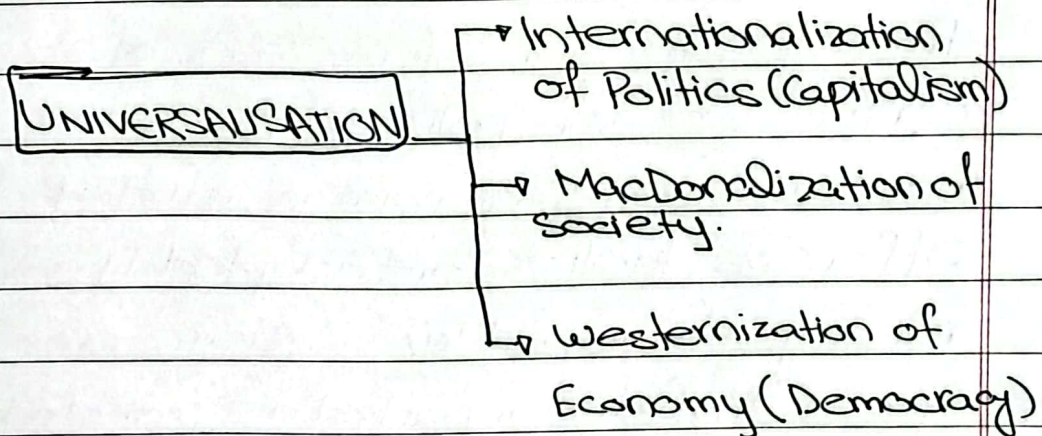 UNIVERSALISATION
Internationalization
of Politics (Capitalism)
MacDonalization of
society.
Westernization of
Economy (Democracy)